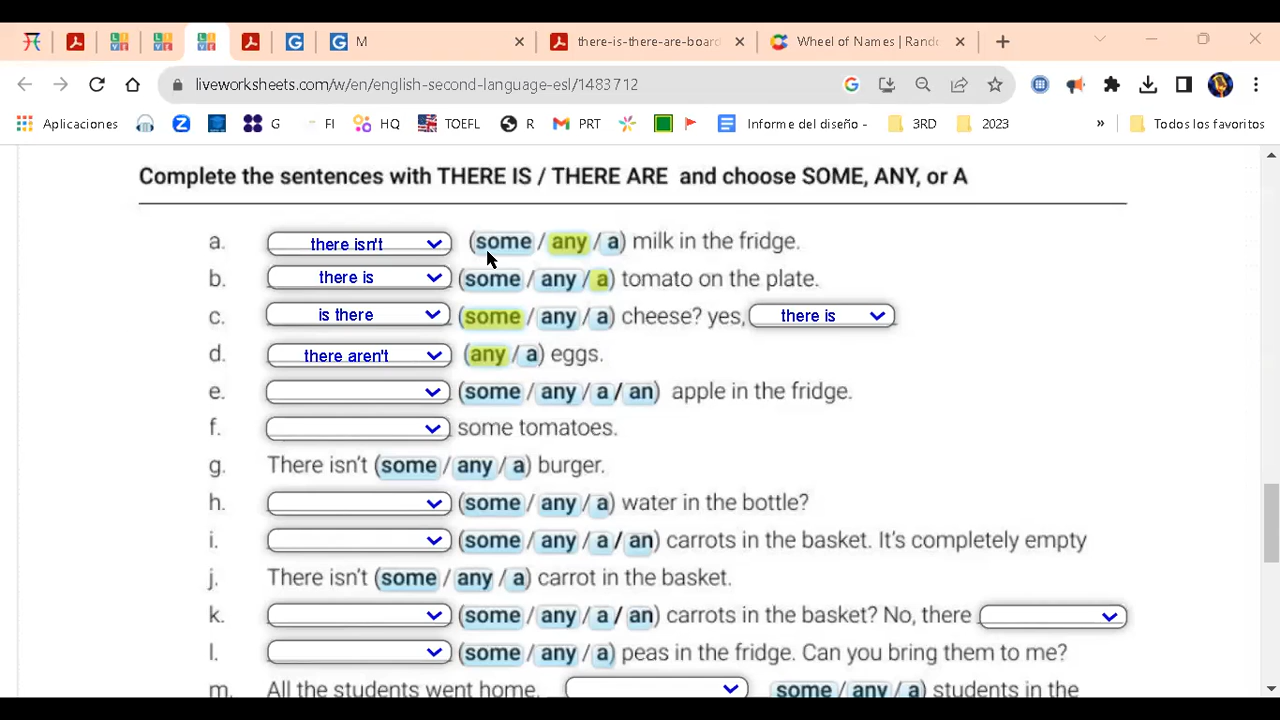 M
there-is-there-are-board
Wheel of Names | Rando
liveworksheets.com/w/en/english-second-language-esl/1483712
Aplicaciones G FI HQ TOEFL R PRT Informe del diseño - 3RD 2023 » Todos los favoritos
Complete the sentences with THERE IS / THERE ARE and choose SOME, ANY, or A
a. there isn't (some / any / a) milk in the fridge.
b. there is (some / any / a) tomato on the plate.
c. is there (some / any / a) cheese? yes, there is
d. there aren't (any / a) eggs.
e. (some / any / a / an) apple in the fridge.
f. some tomatoes.
g. There isn't (some / any / a) burger.
h. (some / any / a) water in the bottle?
i. (some / any / a / an) carrots in the basket. It's completely empty
j. There isn't (some / any / a) carrot in the basket.
k. (some / any / a / an) carrots in the basket? No, there
l. (some / any / a) peas in the fridge. Can you bring them to me?
m. All the students went home. some / any / a) students in the